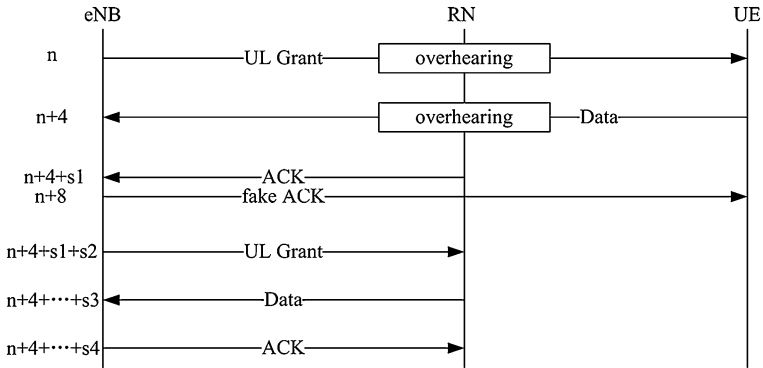 eNB RN UE
n UL Grant overhearing
n+4 overhearing Data
n+4+s1 ACK
n+8 fake ACK
n+4+s1+s2 UL Grant
n+4+···+s3 Data
n+4+···+s4 ACK